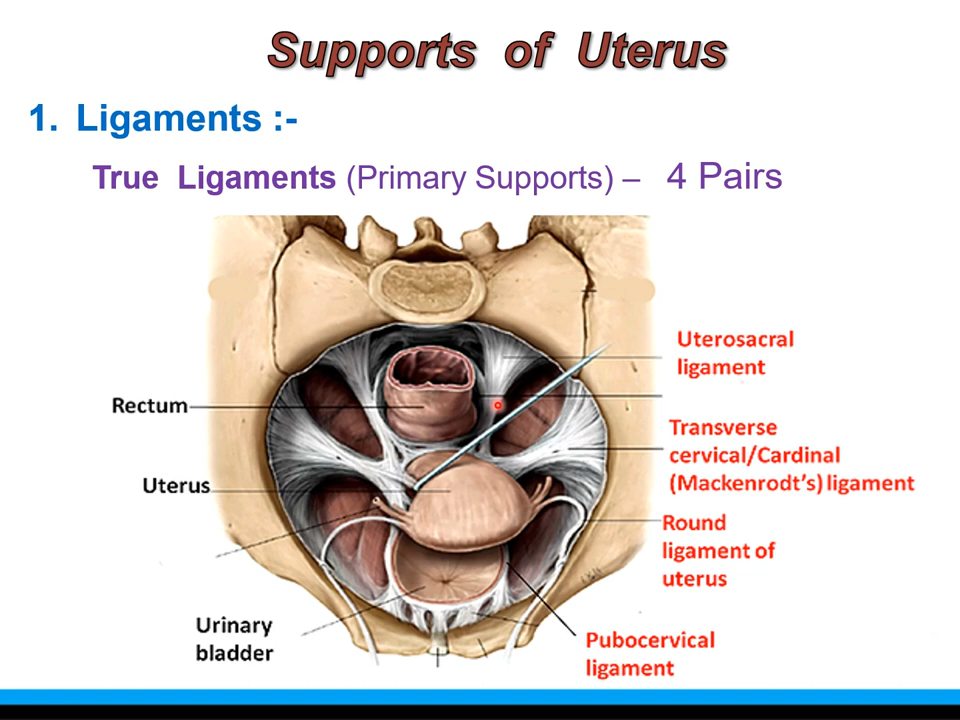 Supports of Uterus
1. Ligaments :-
True Ligaments (Primary Supports) – 4 Pairs
Uterosacral
ligament
Rectum
Transverse
cervical/Cardinal
(Mackenrodt's) ligament
Uterus
Round
ligament of
uterus
Urinary
bladder
Pubocervical
ligament